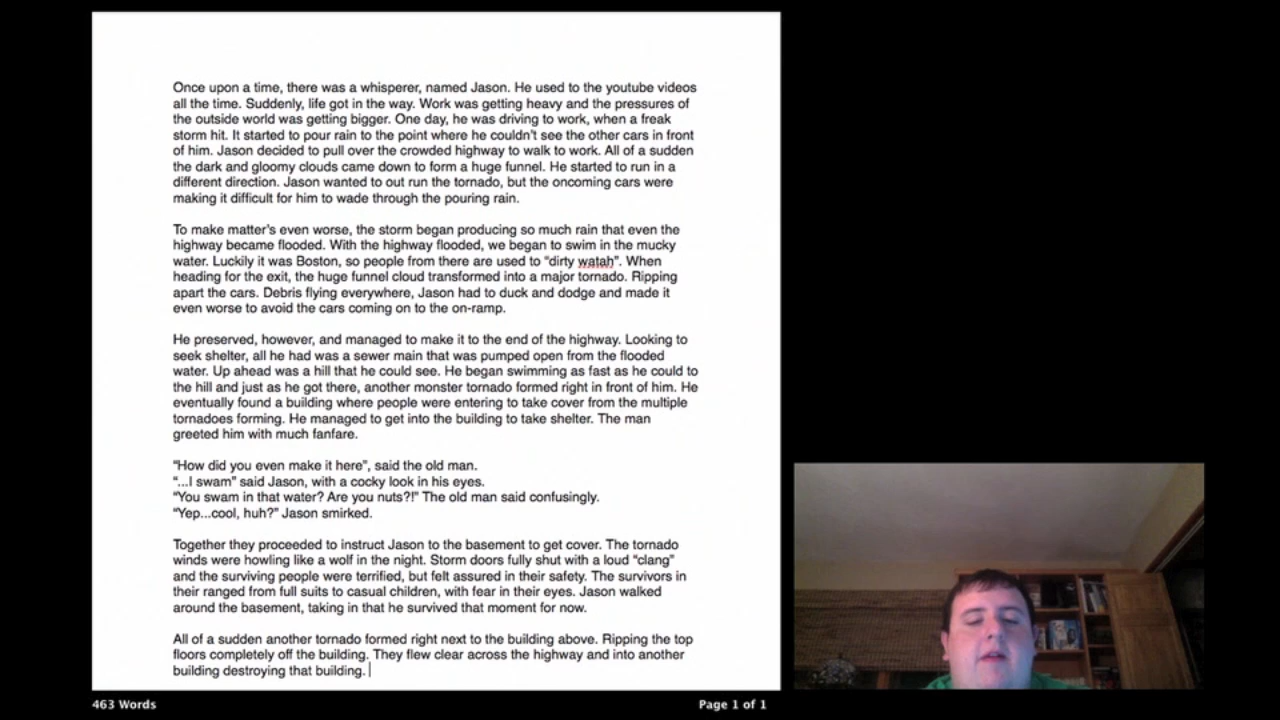 Once upon a time, there was a whisperer, named Jason. He used to the youtube videos
all the time. Suddenly, life got in the way. Work was getting heavy and the pressures of
the outside world was getting bigger. One day, he was driving to work, when a freak
storm hit. It started to pour rain to the point where he couldn't see the other cars in front
of him. Jason decided to pull over the crowded highway to walk to work. All of a sudden
the dark and gloomy clouds came down to form a huge funnel. He started to run in a
different direction. Jason wanted to out run the tornado, but the oncoming cars were
making it difficult for him to wade through the pouring rain.
To make matter's even worse, the storm began producing so much rain that even the
highway became flooded. With the highway flooded, we began to swim in the mucky
water. Luckily it was Boston, so people from there are used to “dirty watah”. When
heading for the exit, the huge funnel cloud transformed into a major tornado. Ripping
apart the cars. Debris flying everywhere, Jason had to duck and dodge and made it
even worse to avoid the cars coming on to the on-ramp.
He preserved, however, and managed to make it to the end of the highway. Looking to
seek shelter, all he had was a sewer main that was pumped open from the flooded
water. Up ahead was a hill that he could see. He began swimming as fast as he could to
the hill and just as he got there, another monster tornado formed right in front of him. He
eventually found a building where people were entering to take cover from the multiple
tornadoes forming. He managed to get into the building to take shelter. The man
greeted him with much fanfare.
“How did you even make it here”, said the old man.
“...I swam” said Jason, with a cocky look in his eyes.
“You swam in that water? Are you nuts?!” The old man said confusingly.
“Yep...cool, huh?” Jason smirked.
Together they proceeded to instruct Jason to the basement to get cover. The tornado
winds were howling like a wolf in the night. Storm doors fully shut with a loud “clang”
and the surviving people were terrified, but felt assured in their safety. The survivors in
their ranged from full suits to casual children, with fear in their eyes. Jason walked
around the basement, taking in that he survived that moment for now.
All of a sudden another tornado formed right next to the building above. Ripping the top
floors completely off the building. They flew clear across the highway and into another
building destroying that building.
463 Words
Page 1 of 1